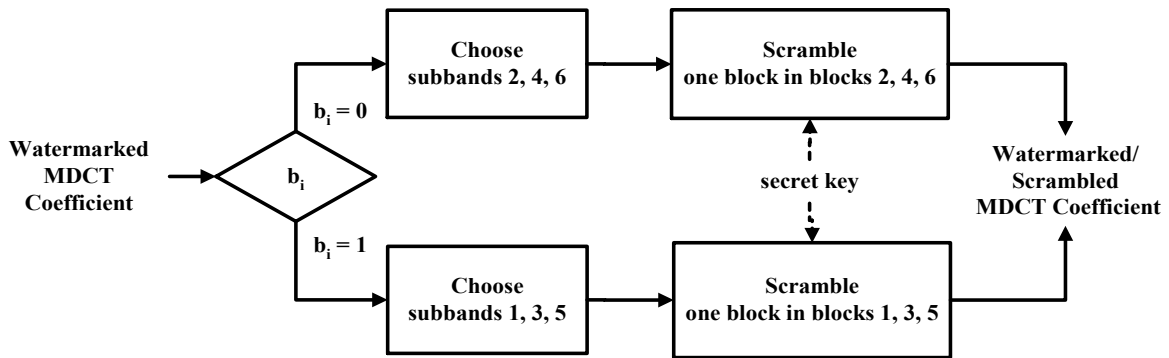 Choose
subbands 2, 4, 6
Scramble
one block in blocks 2, 4, 6
b_i = 0
Watermarked
MDCT
Coefficient
b_i
secret key
Watermarked/
Scrambled
MDCT Coefficient
b_i = 1
Choose
subbands 1, 3, 5
Scramble
one block in blocks 1, 3, 5